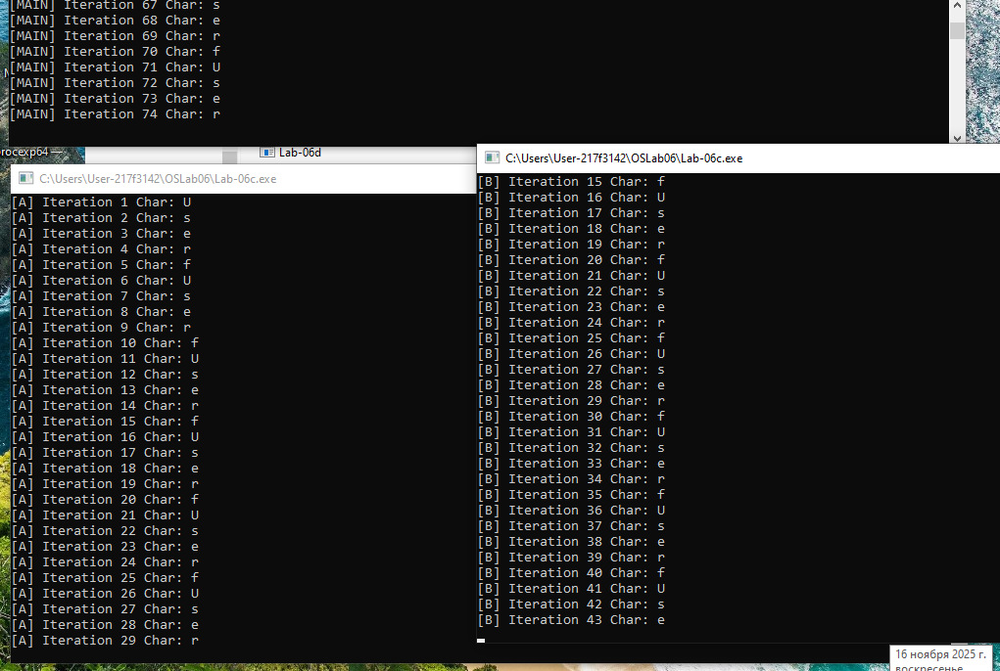 [MAIN] Iteration 67 Char: s
[MAIN] Iteration 68 Char: e
[MAIN] Iteration 69 Char: r
[MAIN] Iteration 70 Char: f
[MAIN] Iteration 71 Char: U
[MAIN] Iteration 72 Char: s
[MAIN] Iteration 73 Char: e
[MAIN] Iteration 74 Char: r
rocexp64 —
Lab-06d
C:\Users\User-217f3142\OSLab06\Lab-06c.exe
[A] Iteration 1 Char: U
[A] Iteration 2 Char: s
[A] Iteration 3 Char: e
[A] Iteration 4 Char: r
[A] Iteration 5 Char: f
[A] Iteration 6 Char: U
[A] Iteration 7 Char: s
[A] Iteration 8 Char: e
[A] Iteration 9 Char: r
[A] Iteration 10 Char: f
[A] Iteration 11 Char: U
[A] Iteration 12 Char: s
[A] Iteration 13 Char: e
[A] Iteration 14 Char: r
[A] Iteration 15 Char: f
[A] Iteration 16 Char: U
[A] Iteration 17 Char: s
[A] Iteration 18 Char: e
[A] Iteration 19 Char: r
[A] Iteration 20 Char: f
[A] Iteration 21 Char: U
[A] Iteration 22 Char: s
[A] Iteration 23 Char: e
[A] Iteration 24 Char: r
[A] Iteration 25 Char: f
[A] Iteration 26 Char: U
[A] Iteration 27 Char: s
[A] Iteration 28 Char: e
[A] Iteration 29 Char: r
C:\Users\User-217f3142\OSLab06\Lab-06c.exe
[B] Iteration 15 Char: f
[B] Iteration 16 Char: U
[B] Iteration 17 Char: s
[B] Iteration 18 Char: e
[B] Iteration 19 Char: r
[B] Iteration 20 Char: f
[B] Iteration 21 Char: U
[B] Iteration 22 Char: s
[B] Iteration 23 Char: e
[B] Iteration 24 Char: r
[B] Iteration 25 Char: f
[B] Iteration 26 Char: U
[B] Iteration 27 Char: s
[B] Iteration 28 Char: e
[B] Iteration 29 Char: r
[B] Iteration 30 Char: f
[B] Iteration 31 Char: U
[B] Iteration 32 Char: s
[B] Iteration 33 Char: e
[B] Iteration 34 Char: r
[B] Iteration 35 Char: f
[B] Iteration 36 Char: U
[B] Iteration 37 Char: s
[B] Iteration 38 Char: e
[B] Iteration 39 Char: r
[B] Iteration 40 Char: f
[B] Iteration 41 Char: U
[B] Iteration 42 Char: s
[B] Iteration 43 Char: e
16 ноября 2025 г.
воскресенье